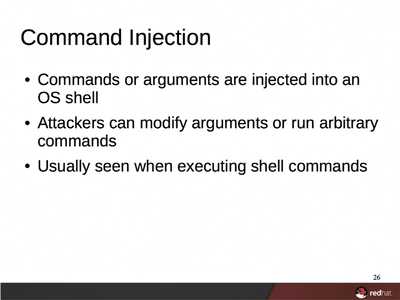 Command Injection
• Commands or arguments are injected into an
OS shell
• Attackers can modify arguments or run arbitrary
commands
• Usually seen when executing shell commands
26
redhat